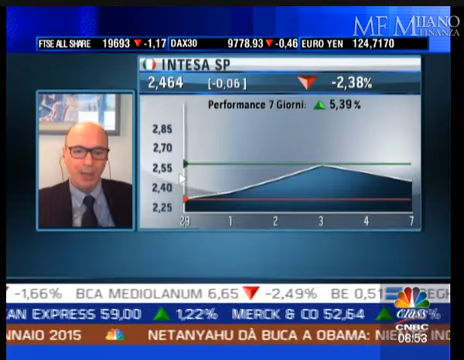 MF MILANO
FINANZA
FTSE ALL SHARE 19693 -1,17 DAX30 9778.93 -0,46 EURO YEN 124,7170
INTESA SP
2,464 [-0,06] -2,38%
Performance 7 Giorni: 5,39 %
2,85
2,70
2,55
2,40
2,25
29 1 2 3 4 7
-1,66% BCA MEDIOLANUM 6,65 -2,49% BE 0,51
AN EXPRESS 59,00 1,22% MERCK & CO 52,64
CLASS
CNBC
NNAIO 2015 NETANYAHU DÀ BUCA A OBAMA:
08:53